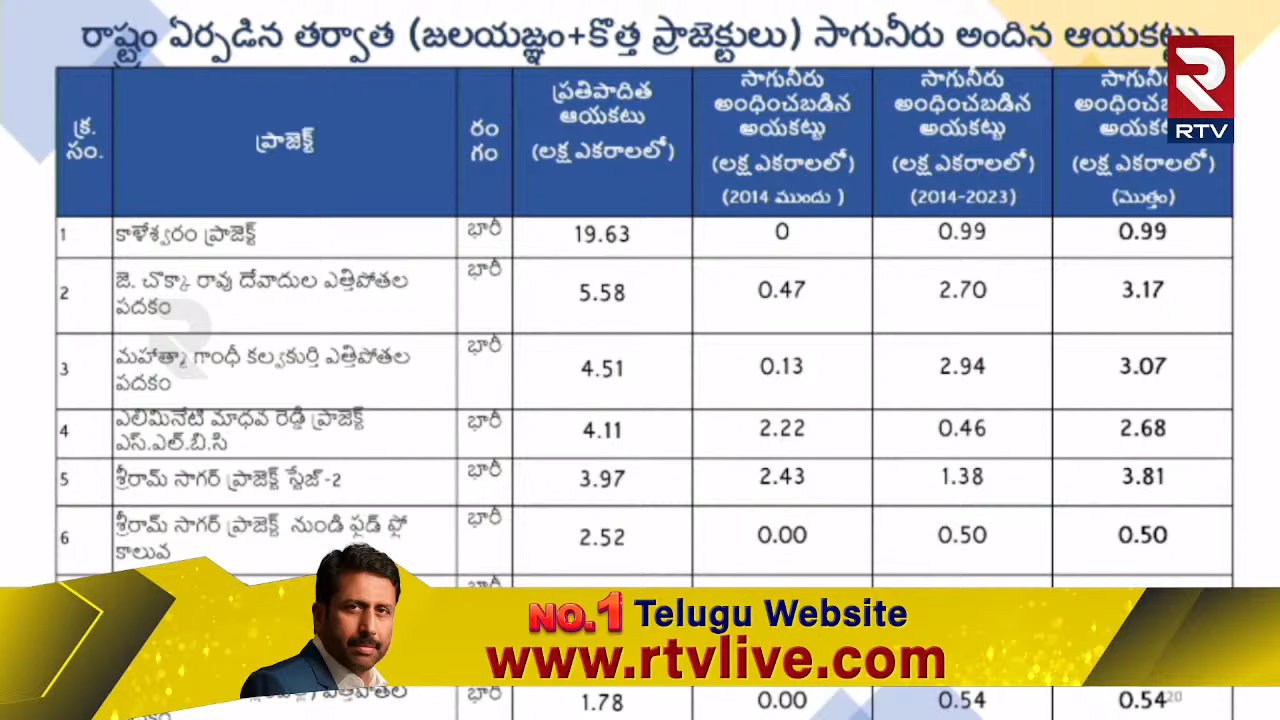 రాష్ట్రం ఏర్పడిన తర్వాత (జలయజ్ఞం+కొత్త ప్రాజెక్టులు) సాగునీరు అందిన ఆయకట్టు
RTV
క్ర. సం.
ప్రాజెక్ట్
రం గం
ప్రతిపాదిత ఆయకటు (లక్ష ఎకరాలలో)
సాగునీరు అంధించబడిన అయకట్టు (లక్ష ఎకరాలలో) (2014 ముందు )
సాగునీరు అంధించబడిన అయకట్టు (లక్ష ఎకరాలలో) (2014-2023)
(లక్ష ఎకరాలలో) (మొత్తం)
1 కాళేశ్వరం ప్రాజెక్ట్ భారీ 19.63 0 0.99 0.99
2 జె. చొక్కా రావు దేవాదుల ఎత్తిపోతల పదకం భారీ 5.58 0.47 2.70 3.17
3 మహాత్మా గాంధీ కల్వకుర్తి ఎత్తిపోతల పదకం భారీ 4.51 0.13 2.94 3.07
4 ఎలిమినేటి మాధవ రెడ్డి ప్రాజెక్ట్ ఎస్.ఎల్.బి.సి భారీ 4.11 2.22 0.46 2.68
5 శ్రీరామ్ సాగర్ ప్రాజెక్ట్ స్టేజ్-2 భారీ 3.97 2.43 1.38 3.81
6 శ్రీరామ్ సాగర్ ప్రాజెక్ట్ నుండి ఫ్లడ్ ఫ్లో కాలువ భారీ 2.52 0.00 0.50 0.50
NO.1 Telugu Website
www.rtvlive.com
భారీ 1.78 0.00 0.54 0.54
20